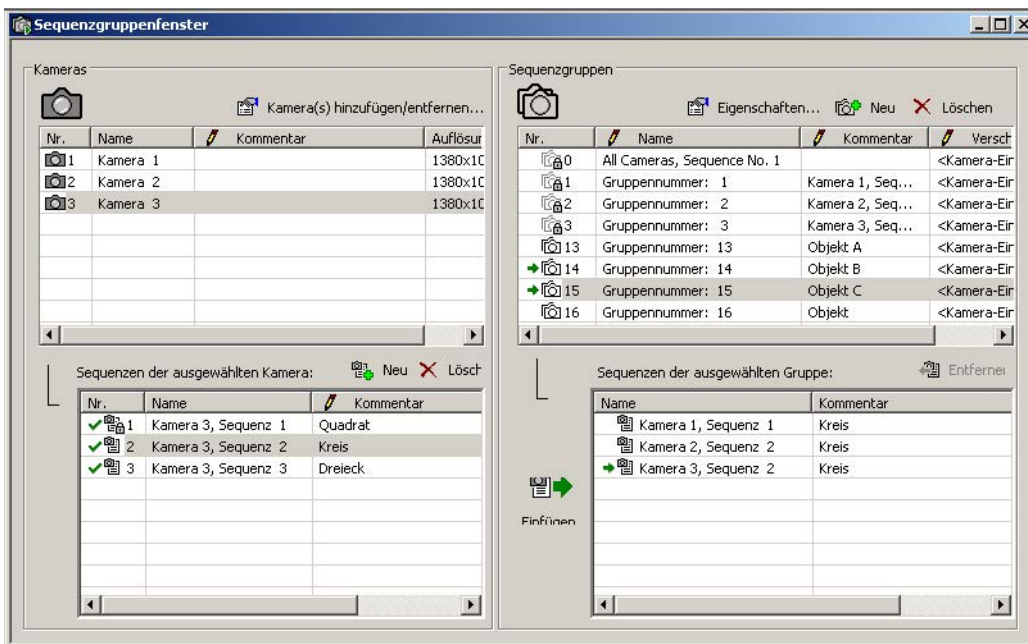 Sequenzgruppenfenster
Kameras
Kamera(s) hinzufügen/entfernen...
Nr. Name Kommentar Auflösur
1 Kamera 1 1380x10
2 Kamera 2 1380x10
3 Kamera 3 1380x10
Sequenzen der ausgewählten Kamera: Neu Lösch
Nr. Name Kommentar
1 Kamera 3, Sequenz 1 Quadrat
2 Kamera 3, Sequenz 2 Kreis
3 Kamera 3, Sequenz 3 Dreieck
Sequenzgruppen
Eigenschaften... Neu Löschen
Nr. Name Kommentar Versch
0 All Cameras, Sequence No. 1 <Kamera-Ein
1 Gruppennummer: 1 Kamera 1, Seq... <Kamera-Ein
2 Gruppennummer: 2 Kamera 2, Seq... <Kamera-Ein
3 Gruppennummer: 3 Kamera 3, Seq... <Kamera-Ein
13 Gruppennummer: 13 Objekt A <Kamera-Ein
14 Gruppennummer: 14 Objekt B <Kamera-Ein
15 Gruppennummer: 15 Objekt C <Kamera-Ein
16 Gruppennummer: 16 Objekt <Kamera-Ein
Sequenzen der ausgewählten Gruppe: Entferne
Einfügen
Name Kommentar
Kamera 1, Sequenz 1 Kreis
Kamera 2, Sequenz 2 Kreis
Kamera 3, Sequenz 2 Kreis